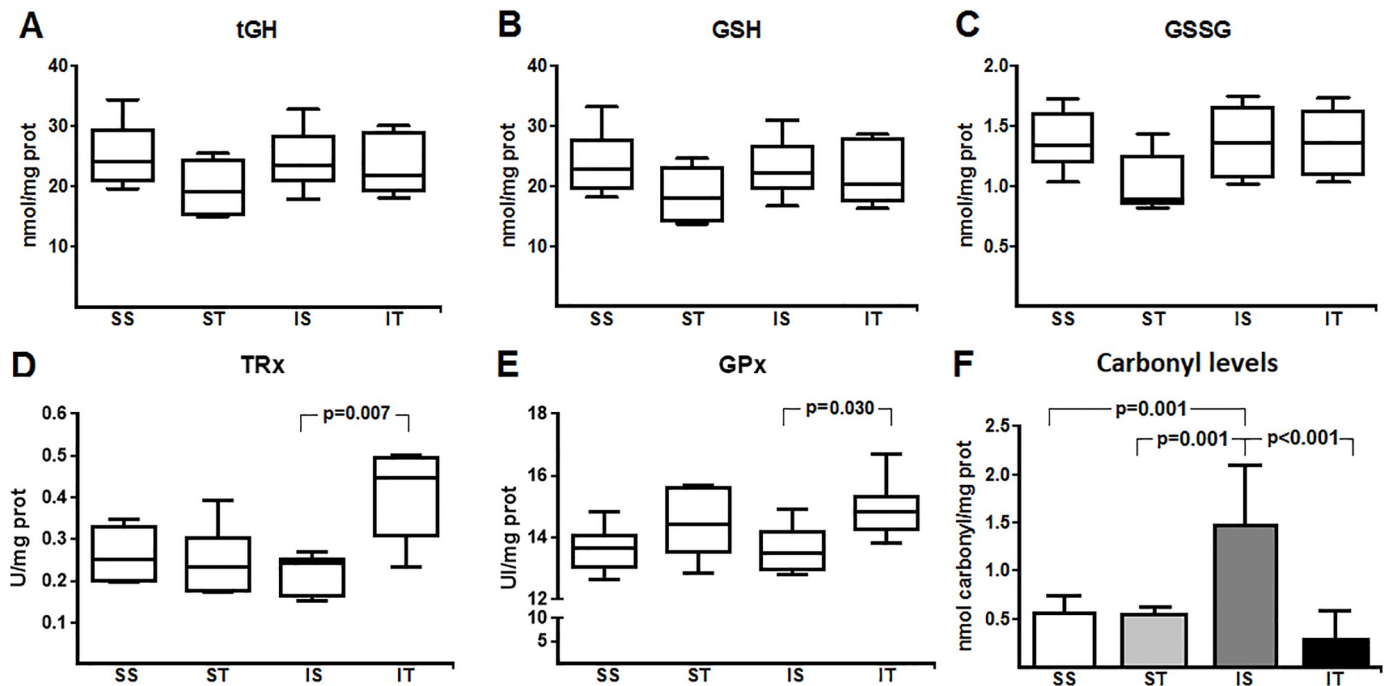 A
tGH
40
30
20
10
nmol/mg prot
SS ST IS IT
B
GSH
40
30
20
10
nmol/mg prot
SS ST IS IT
C
GSSG
2.0
1.5
1.0
0.5
nmol/mg prot
SS ST IS IT
D
TRx
p=0.007
0.6
0.5
0.4
0.3
0.2
0.1
U/mg prot
SS ST IS IT
E
GPx
p=0.030
18
16
14
12
10
5
UI/mg prot
SS ST IS IT
F
Carbonyl levels
p=0.001
p=0.001 p<0.001
2.5
2.0
1.5
1.0
0.5
nmol carbonyl/mg prot
SS ST IS IT